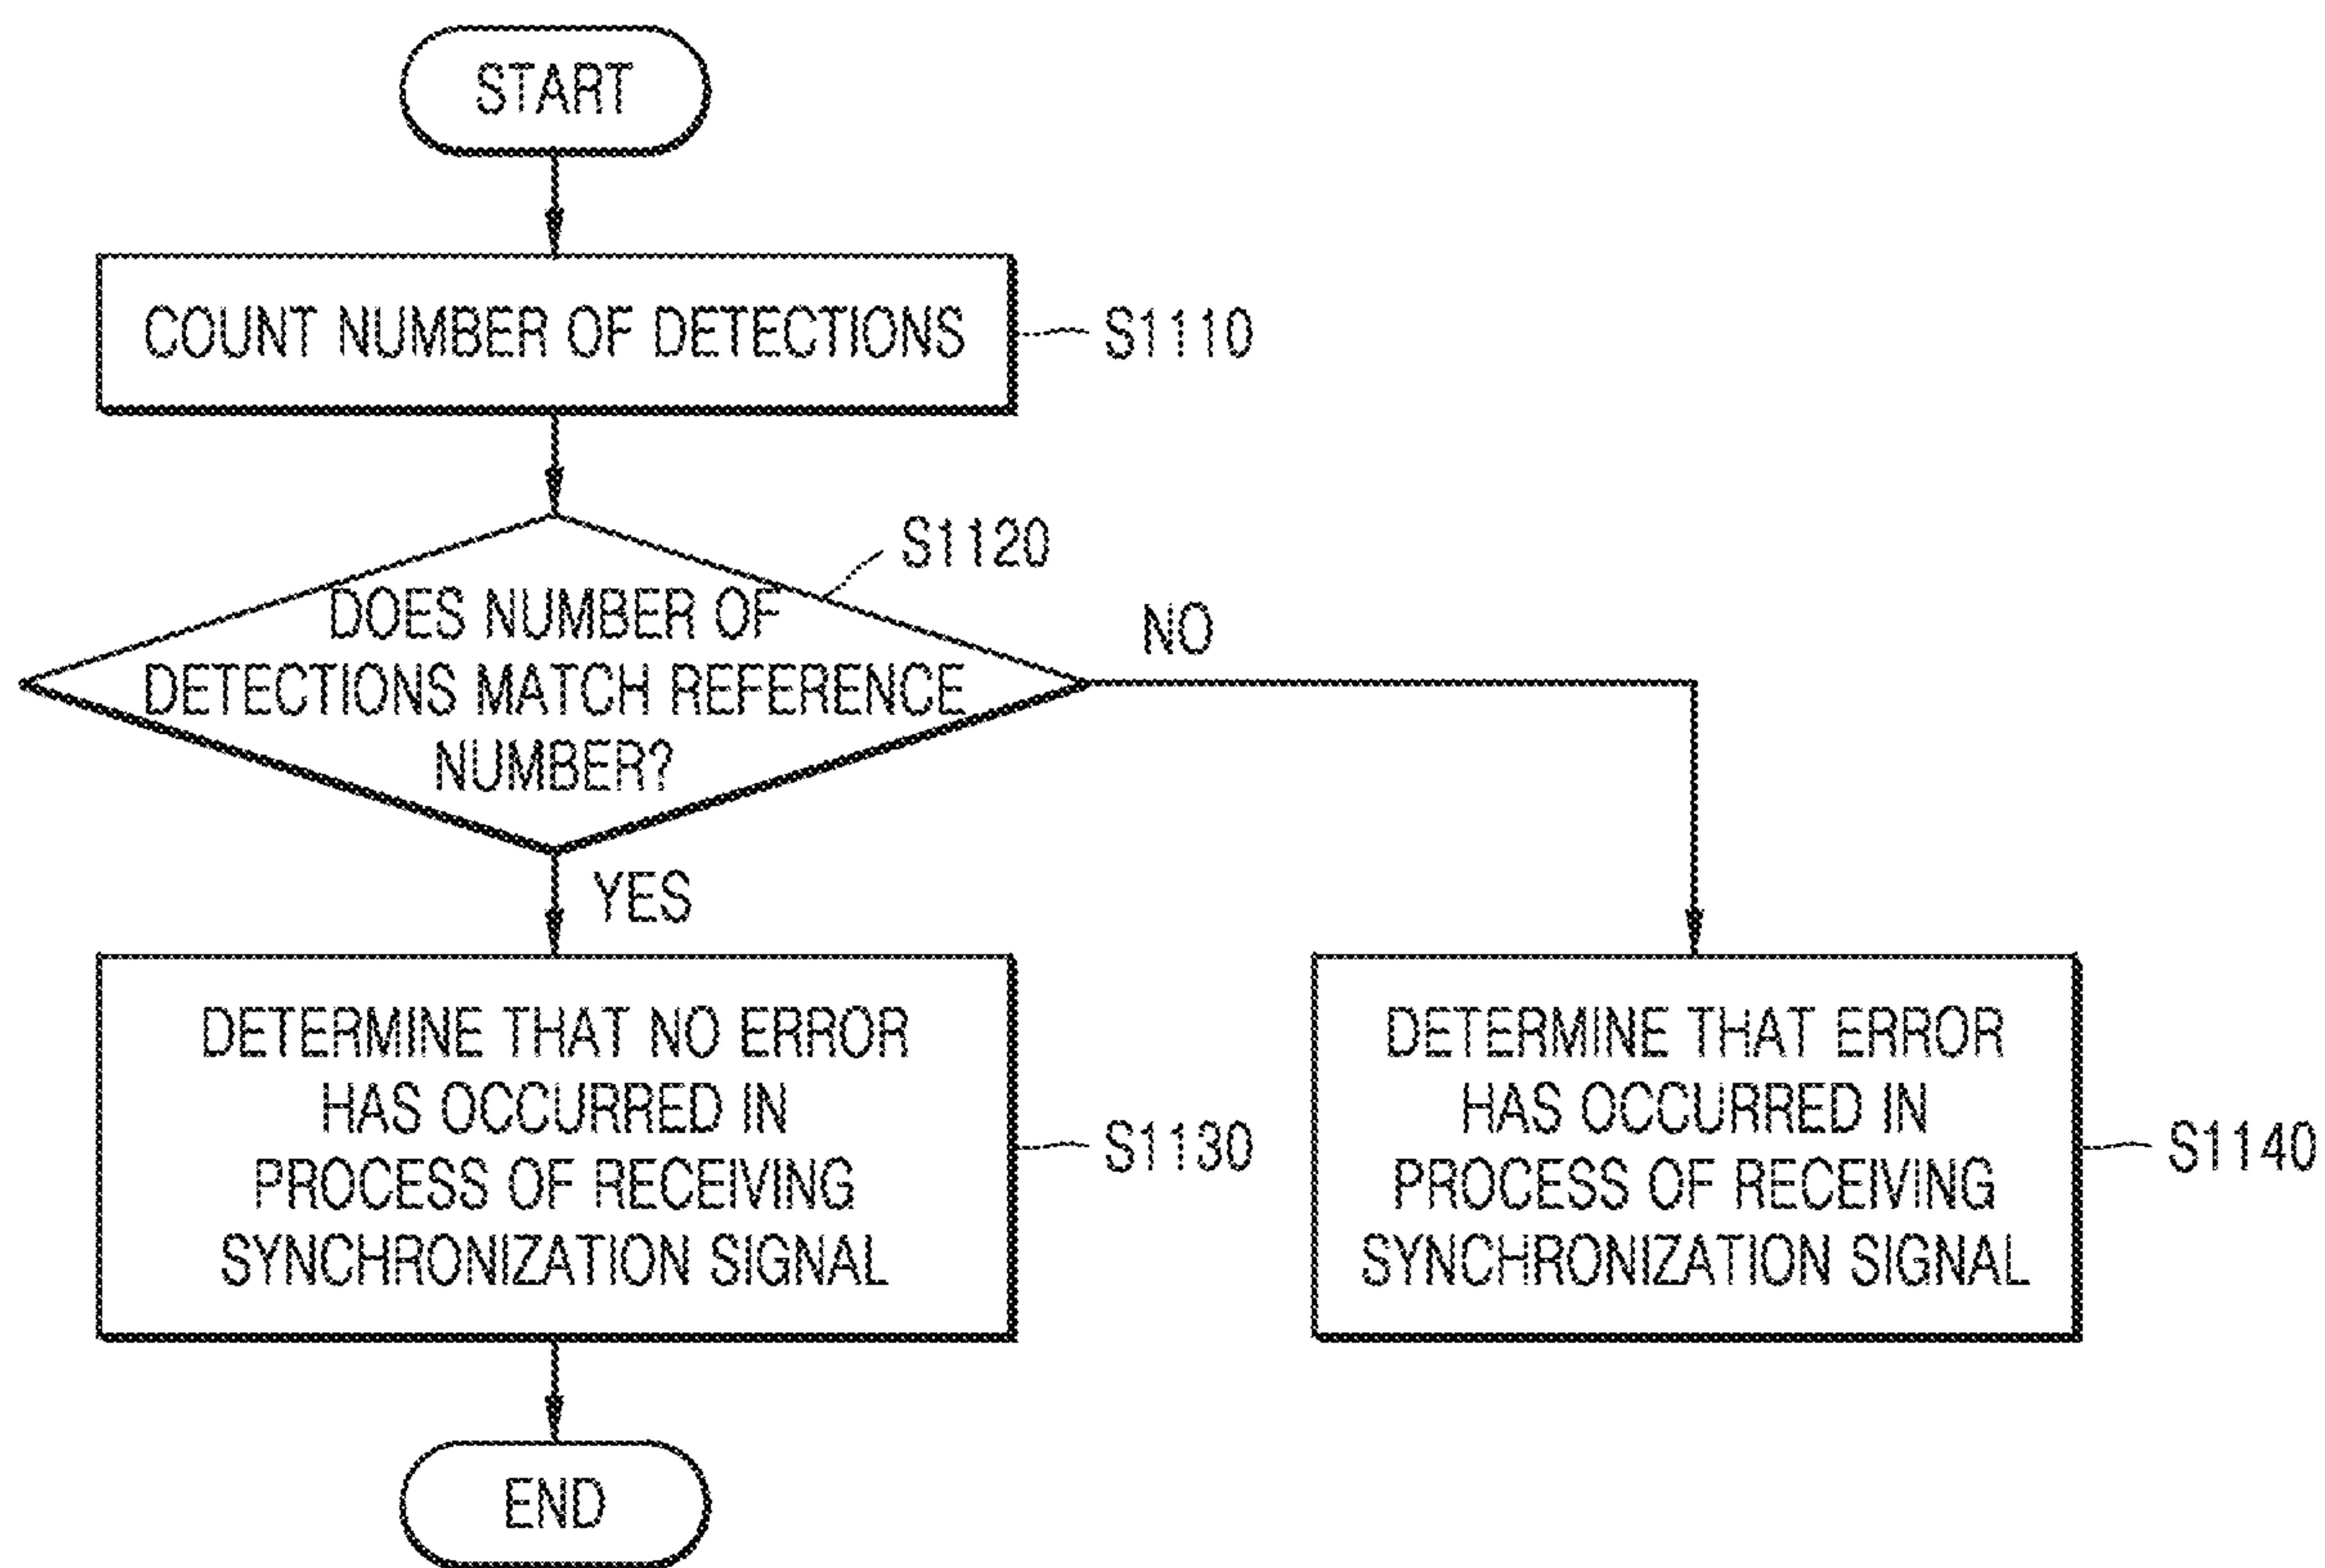 START
COUNT NUMBER OF DETECTIONS
S1110
S1120
DOES NUMBER OF
DETECTIONS MATCH REFERENCE
NUMBER?
NO
YES
DETERMINE THAT NO ERROR
HAS OCCURRED IN
PROCESS OF RECEIVING
SYNCHRONIZATION SIGNAL
S1130
DETERMINE THAT ERROR
HAS OCCURRED IN
PROCESS OF RECEIVING
SYNCHRONIZATION SIGNAL
S1140
END